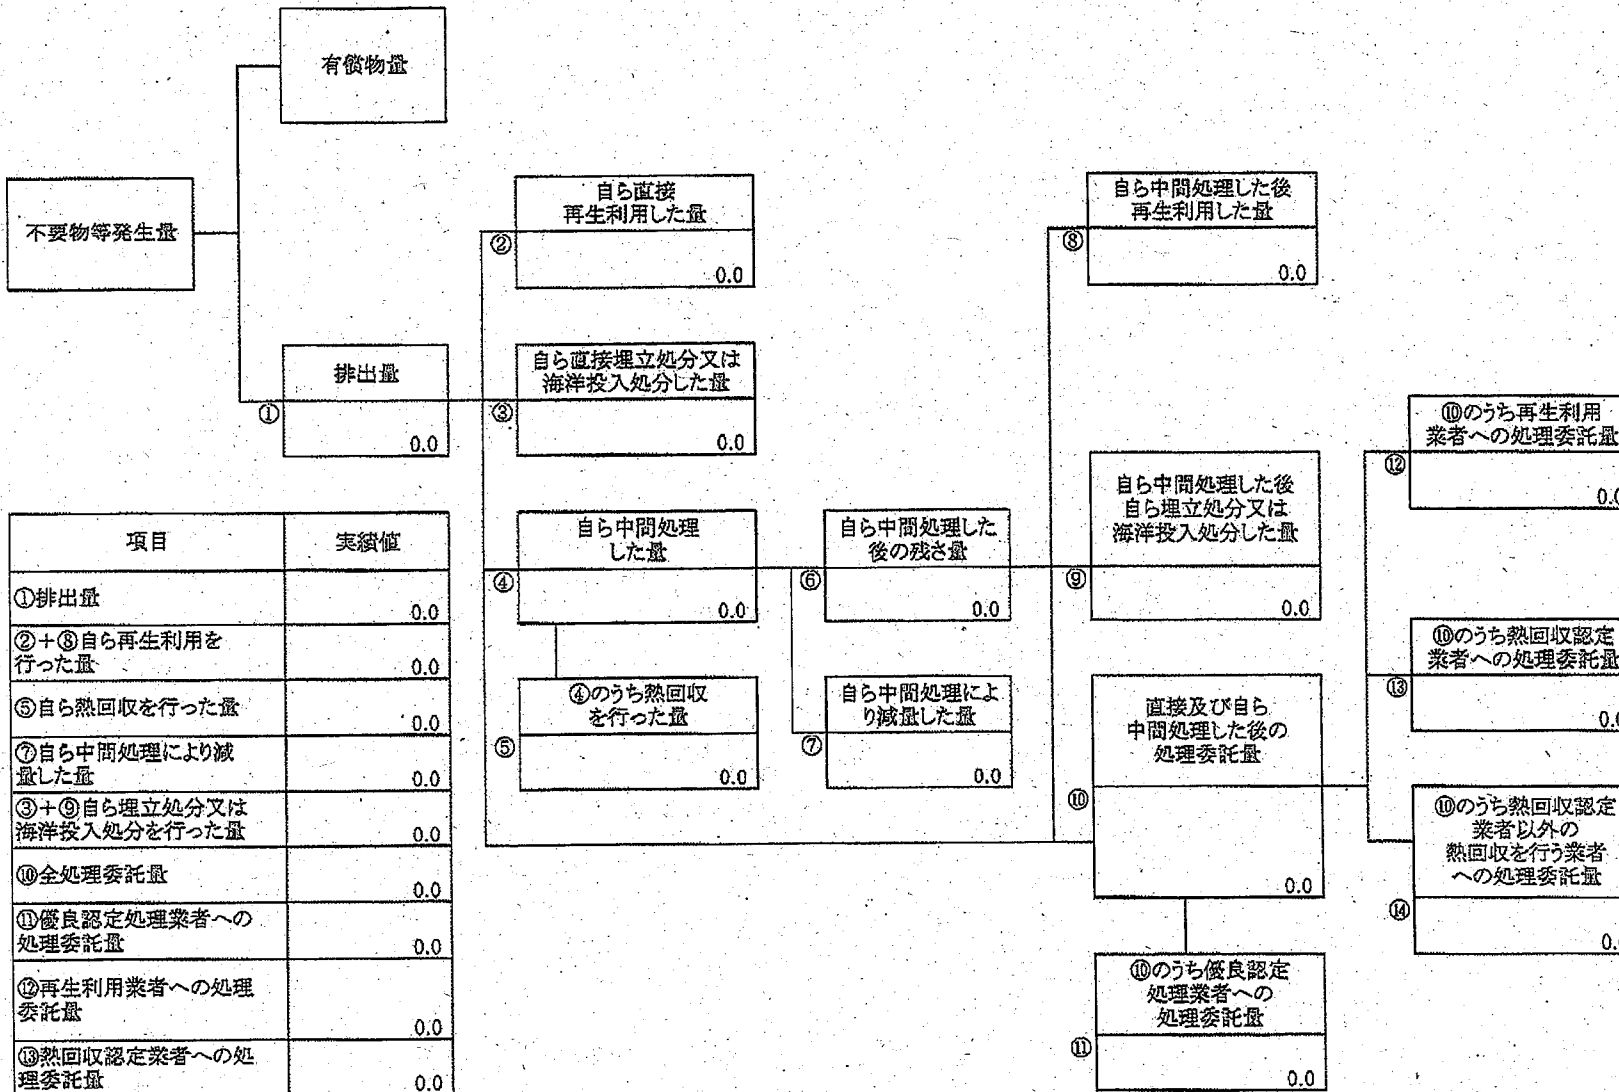 有償物量
不要物等発生量
自ら直接
再生利用した量
②
0.0
自ら中間処理した後
再生利用した量
⑧
0.0
排出量
①
0.0
自ら直接埋立処分又は
海洋投入処分した量
③
0.0
⑩のうち再生利用
業者への処理委託量
⑫
0.0
自ら中間処理した後
自ら埋立処分又は
海洋投入処分した量
⑨
0.0
自ら中間処理
した量
④
0.0
自ら中間処理した
後の残さ量
⑥
0.0
⑩のうち熱回収認定
業者への処理委託量
⑬
0.0
④のうち熱回収
を行った量
⑤
0.0
自ら中間処理によ
り減量した量
⑦
0.0
直接及び自ら
中間処理した後の
処理委託量
⑩
0.0
⑩のうち熱回収認定
業者以外の
熱回収を行う業者
への処理委託量
⑭
⑩のうち優良認定
処理業者への
処理委託量
⑪
0.0
項目 実績値
①排出量 0.0
②+⑧自ら再生利用を
行った量 0.0
⑤自ら熱回収を行った量 0.0
⑦自ら中間処理により減
量した量 0.0
③+⑨自ら埋立処分又は
海洋投入処分を行った量 0.0
⑩全処理委託量 0.0
⑪優良認定処理業者への
処理委託量 0.0
⑫再生利用業者への処理
委託量 0.0
⑬熱回収認定業者への処
理委託量 0.0